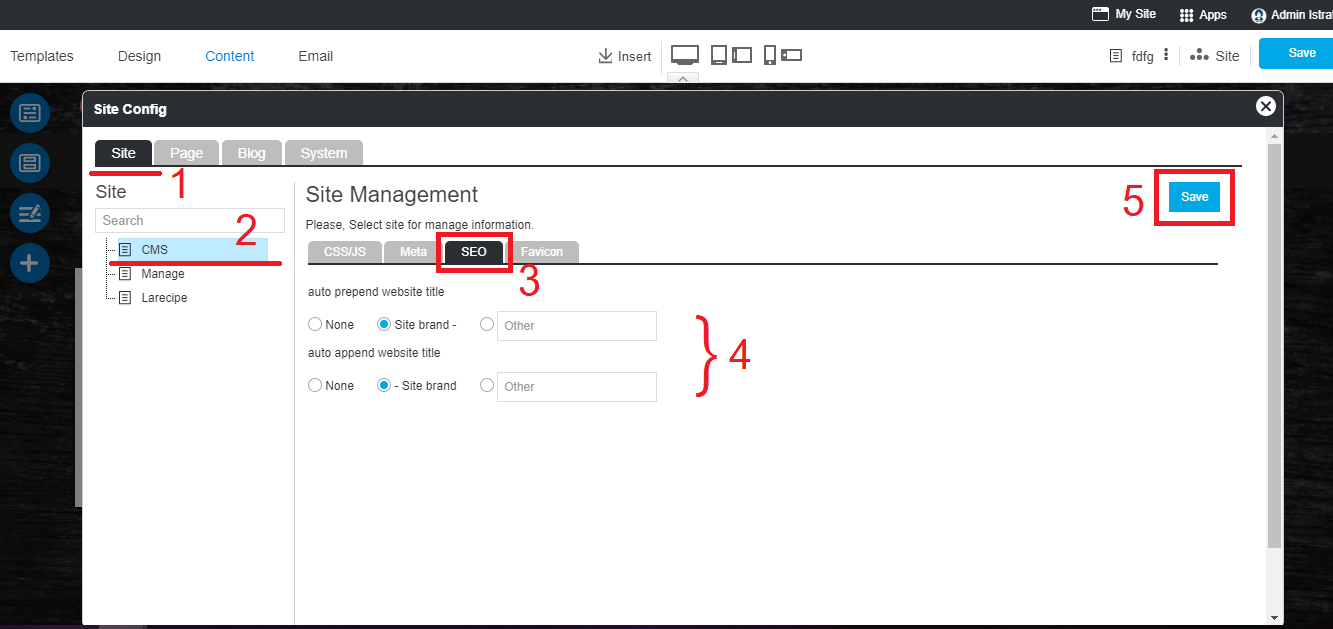 My Site Apps Admin Istrat
Templates Design Content Email Insert fdfg Site Save
Site Config
Site Page Blog System
1
Site
Site Management
5
Save
Search
2
Please, Select site for manage information.
CMS
CSS/JS Meta SEO Favicon
Manage
3
Larecipe
auto prepend website title
None Site brand - Other
auto append website title
4
None - Site brand Other